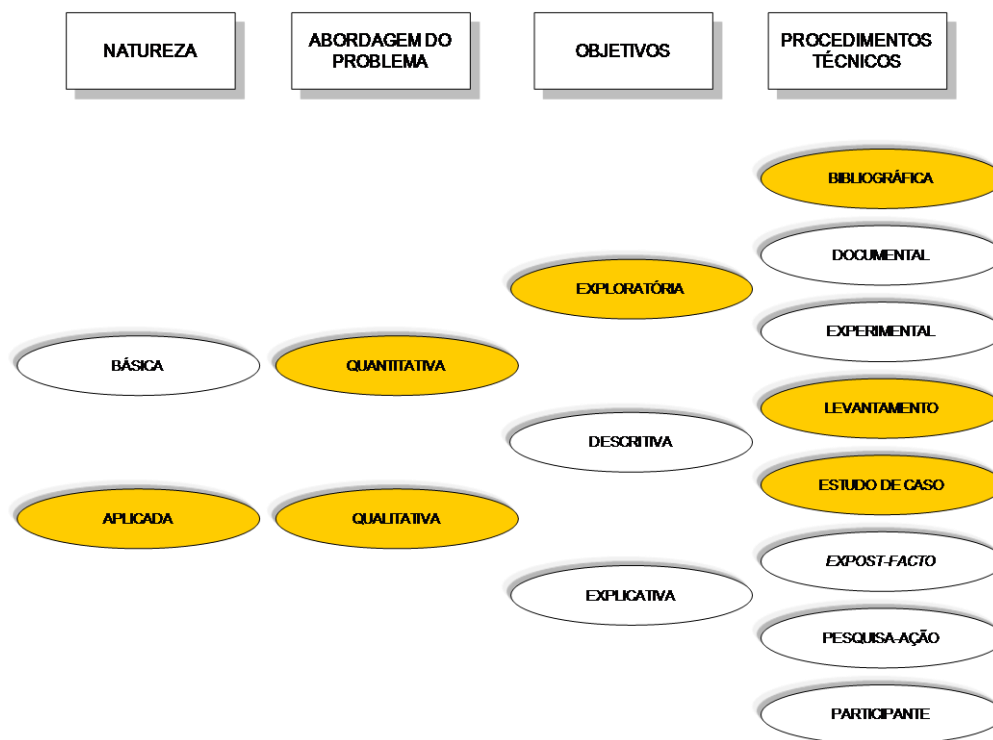 NATUREZA
ABORDAGEM DO
PROBLEMA
OBJETIVOS
PROCEDIMENTOS
TÉCNICOS
BÁSICA
APLICADA
QUANTITATIVA
QUALITATIVA
EXPLORATÓRIA
DESCRITIVA
EXPLICATIVA
BIBLIOGRÁFICA
DOCUMENTAL
EXPERIMENTAL
LEVANTAMENTO
ESTUDO DE CASO
EXPOST-FACTO
PESQUISA-AÇÃO
PARTICIPANTE